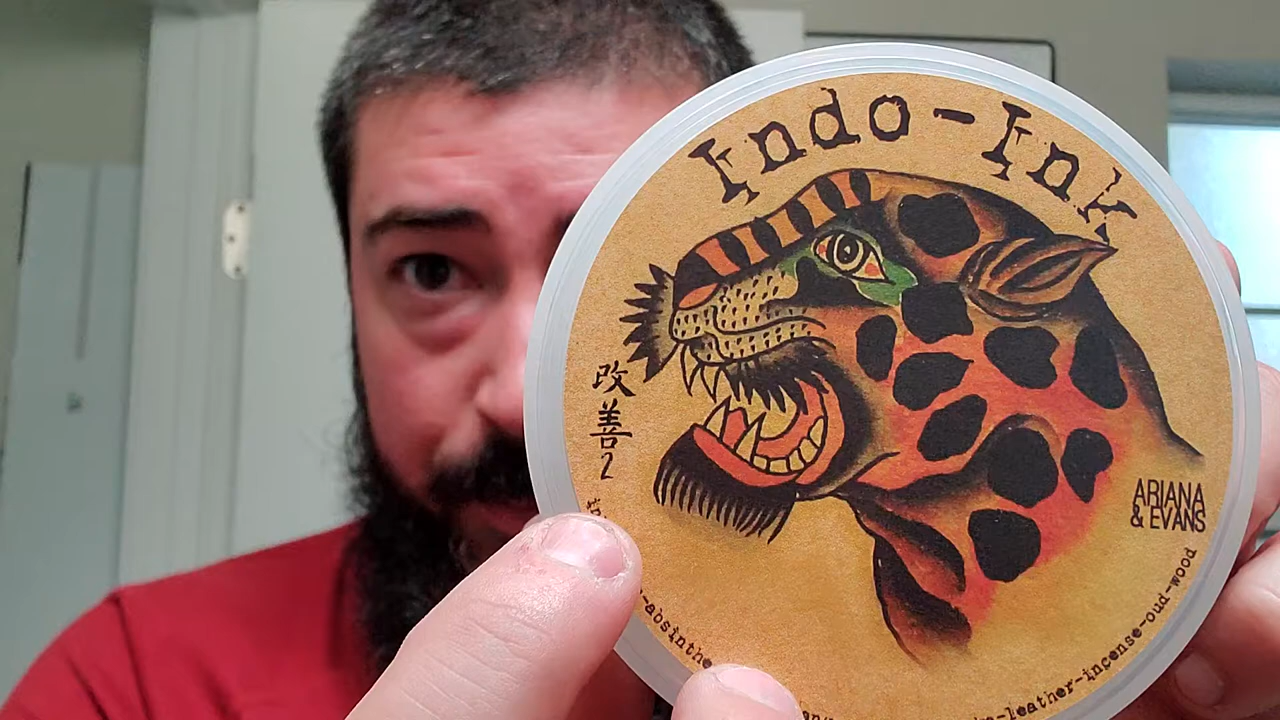 Indo-Ink
改
善
2
ARIANA
& EVANS
absinthe
leather-incense-oud-wood